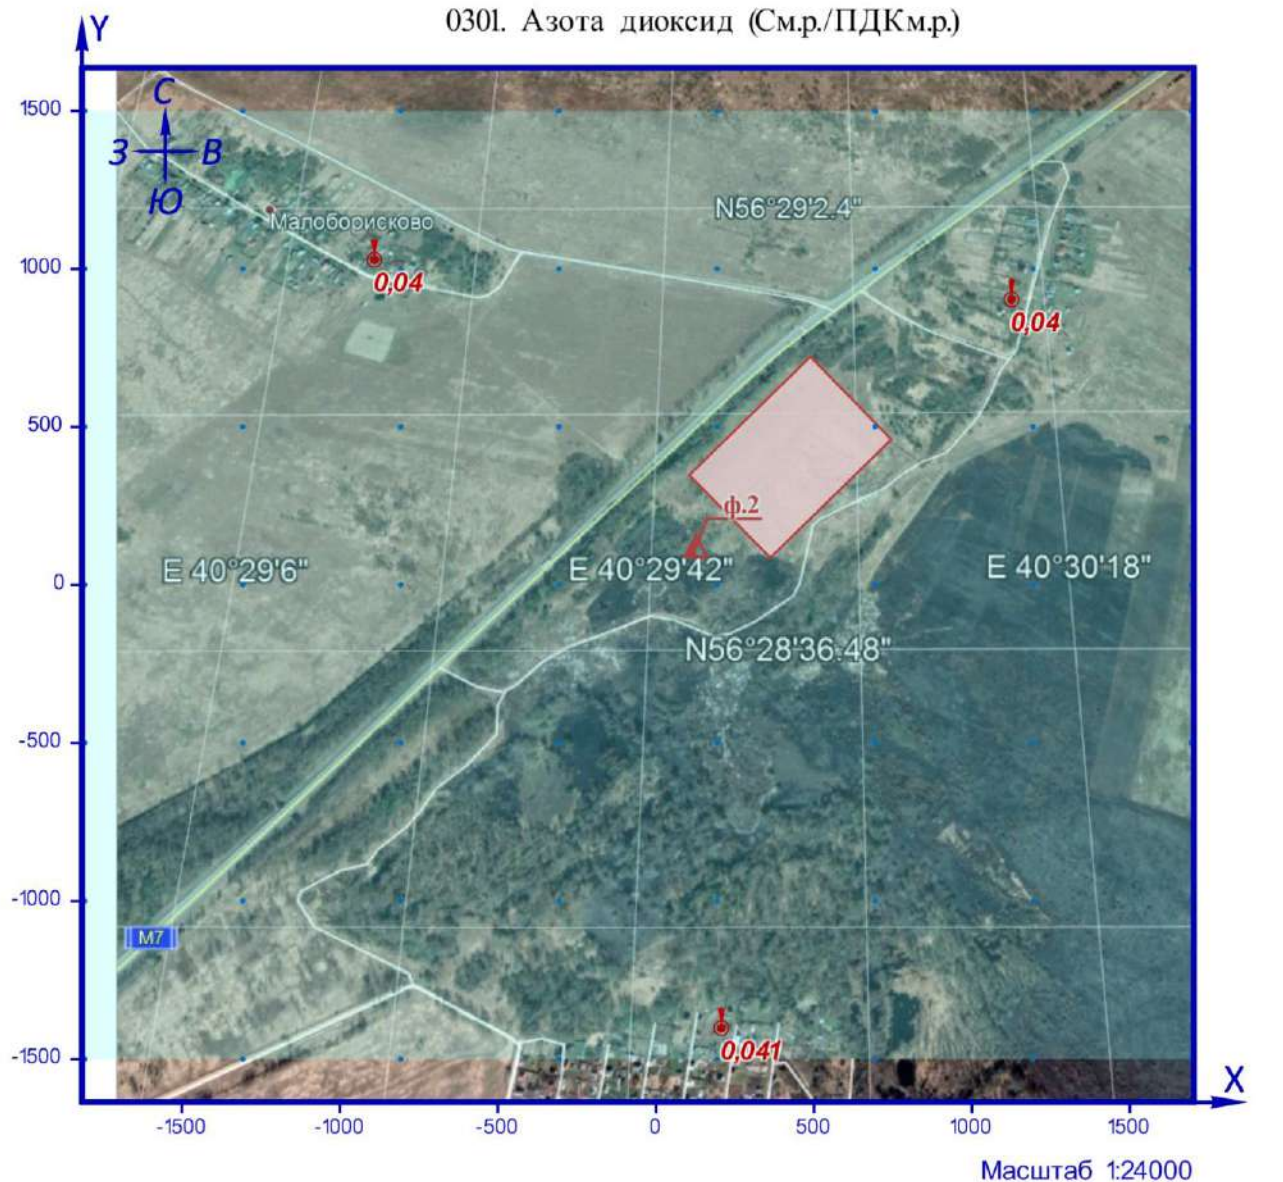 0301. Азота диоксид (См.р./ПДКм.р.)
Y
1500
С
З В
Ю
N56°29'2.4"
Малоборисково
1000
0,04
0,04
500
ф.2
E 40°29'6"
E 40°29'42"
E 40°30'18"
0
N56°28'36.48"
-500
-1000
M7
-1500
0,041
X
-1500 -1000 -500 0 500 1000 1500
Масштаб 1:24000